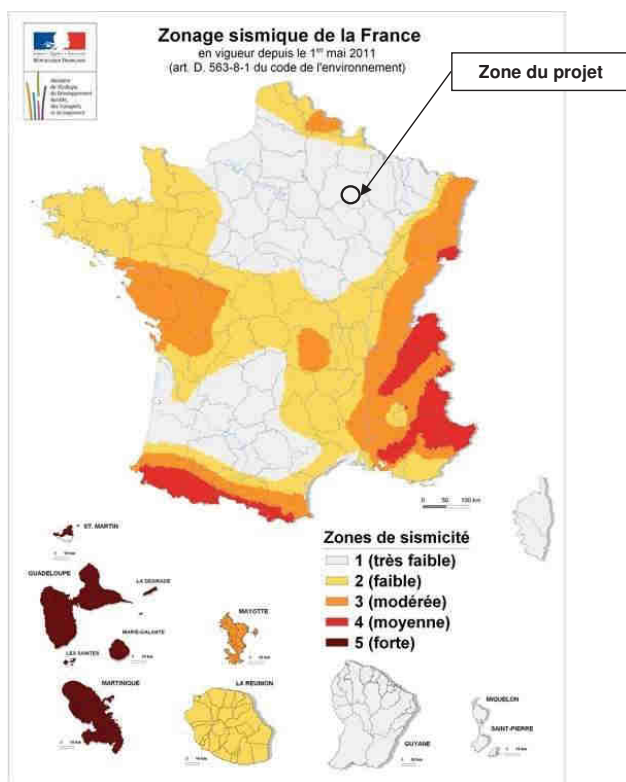 Zonage sismique de la France
en vigueur depuis le 1er mai 2011
(art. D. 563-8-1 du code de l'environnement)
Zone du projet
RÉPUBLIQUE FRANÇAISE
0 50 100 km
ST. MARTIN
GUADELOUPE
LA DESIRADE
MARIE-GALANTE
LES SAINTES
MARTINIQUE
MAYOTTE
LA REUNION
Zones de sismicité
1 (très faible)
2 (faible)
3 (modérée)
4 (moyenne)
5 (forte)
GUYANE
MIQUELON
SAINT-PIERRE